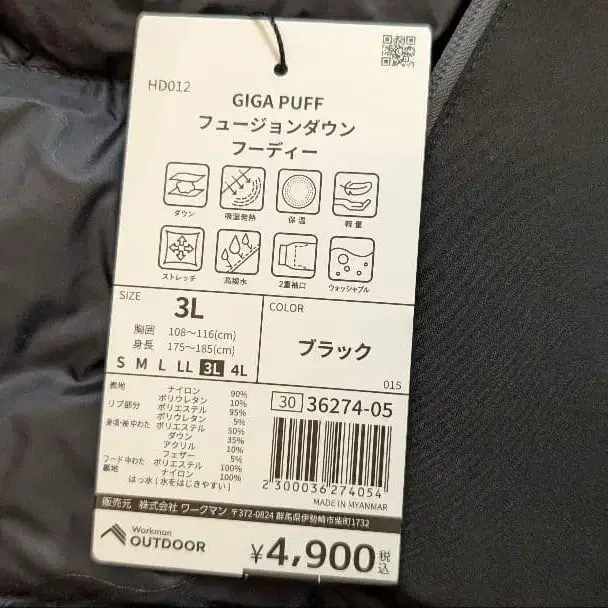 HD012
GIGA PUFF
フュージョンダウン
フーディー
ダウン 吸湿発熱 保温 軽量
ストレッチ 高撥水 2重袖口 ウォッシャブル
SIZE
3L
胸囲 108～116(cm)
身長 175～185(cm)
S M L LL 3L 4L
COLOR
ブラック
015
表地 ナイロン 90%
ポリウレタン 10%
リブ部分 ポリエステル 95%
ポリウレタン 5%
身頃・袖中わた ポリエステル 50%
ダウン 35%
アクリル 10%
フェザー 5%
フード中わた ポリエステル 100%
裏地 ナイロン 100%
はっ水(水をはじきやすい)
30 36274-05
2300036274054
MADE IN MYANMAR
販売元 株式会社 ワークマン 〒372-0824 群馬県伊勢崎市柴町1732
Workman
OUTDOOR
¥4,900 税込